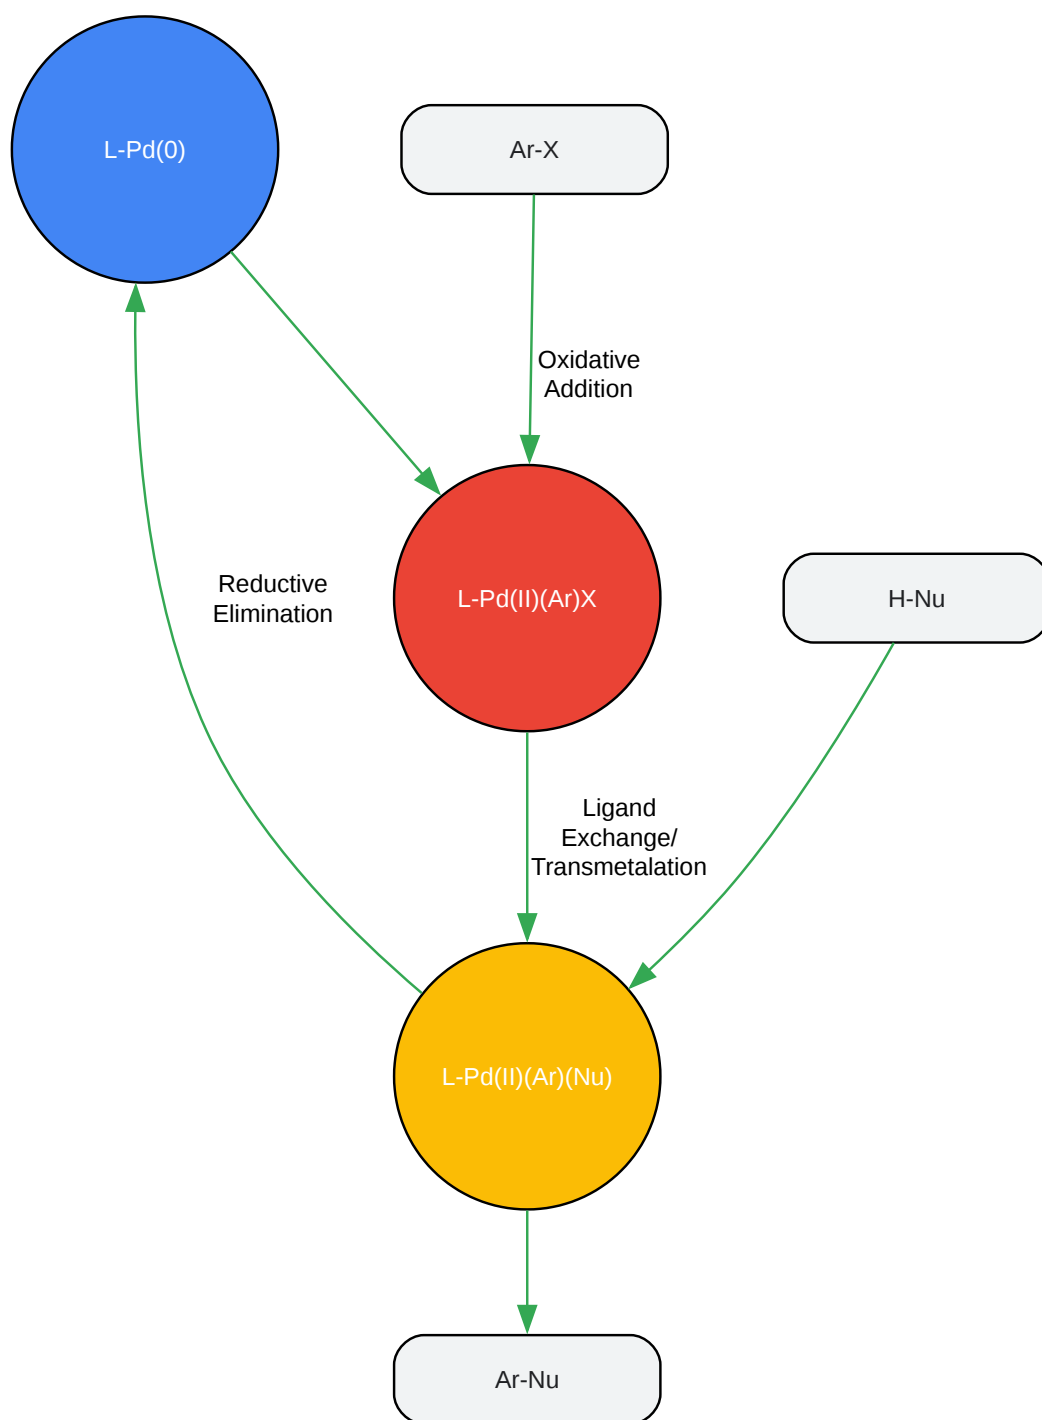 L-Pd(0)
Ar-X
Oxidative
Addition
Reductive
Elimination
L-Pd(II)(Ar)X
H-Nu
Ligand
Exchange/
Transmetalation
L-Pd(II)(Ar)(Nu)
Ar-Nu